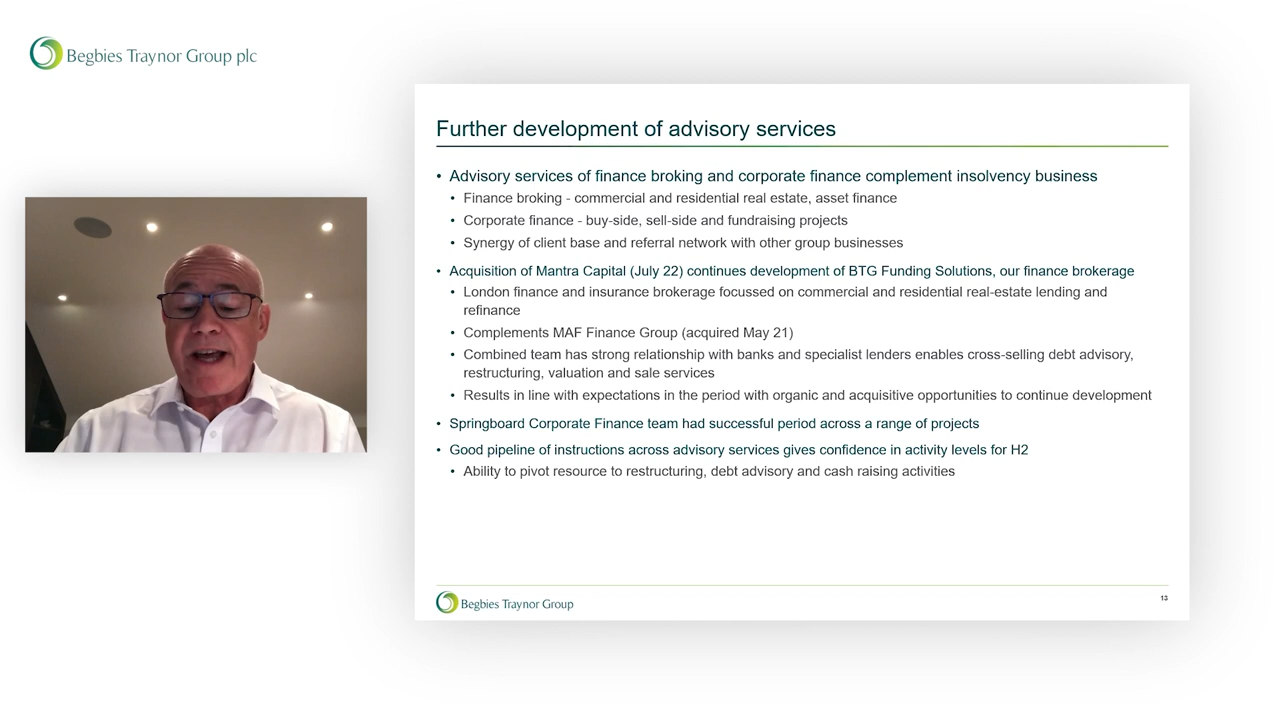 Begbies Traynor Group plc
Further development of advisory services
• Advisory services of finance broking and corporate finance complement insolvency business
• Finance broking - commercial and residential real estate, asset finance
• Corporate finance - buy-side, sell-side and fundraising projects
• Synergy of client base and referral network with other group businesses
• Acquisition of Mantra Capital (July 22) continues development of BTG Funding Solutions, our finance brokerage
• London finance and insurance brokerage focussed on commercial and residential real-estate lending and
refinance
• Complements MAF Finance Group (acquired May 21)
• Combined team has strong relationship with banks and specialist lenders enables cross-selling debt advisory,
restructuring, valuation and sale services
• Results in line with expectations in the period with organic and acquisitive opportunities to continue development
• Springboard Corporate Finance team had successful period across a range of projects
• Good pipeline of instructions across advisory services gives confidence in activity levels for H2
• Ability to pivot resource to restructuring, debt advisory and cash raising activities
Begbies Traynor Group
13